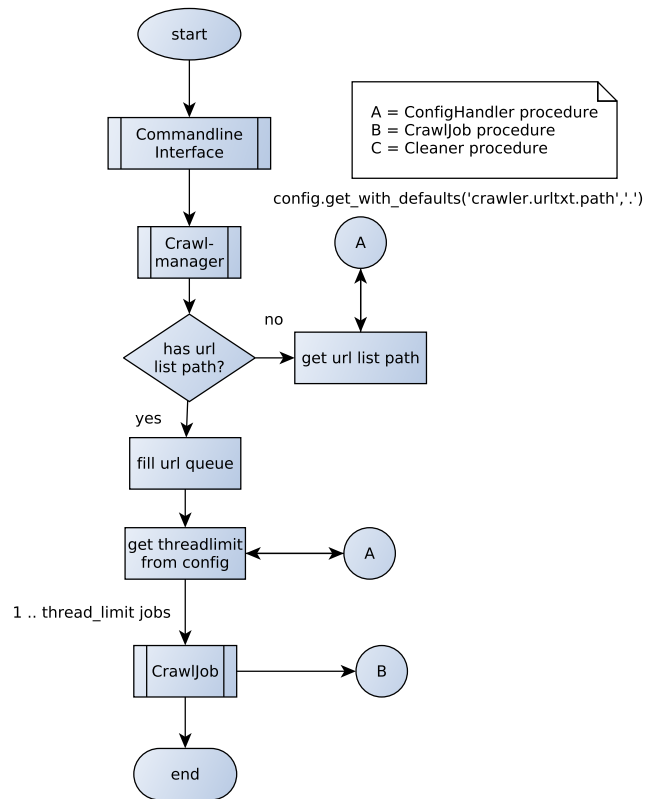 start
Commandline
Interface
A = ConfigHandler procedure
B = CrawlJob procedure
C = Cleaner procedure
config.get_with_defaults('crawler.urltxt.path','.')
Crawl-
manager
A
has url
list path?
no
get url list path
yes
fill url queue
get threadlimit
from config
A
1 .. thread_limit jobs
CrawlJob
B
end